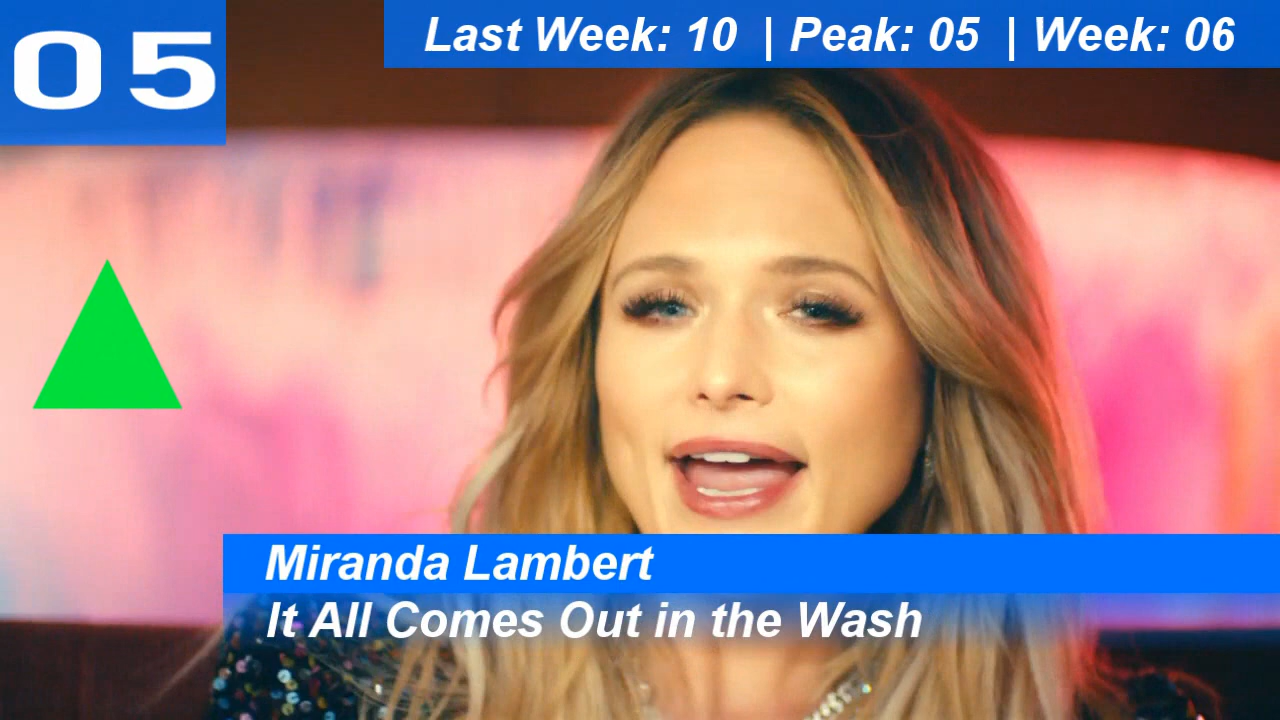 05
Last Week: 10 | Peak: 05 | Week: 06
Miranda Lambert
It All Comes Out in the Wash